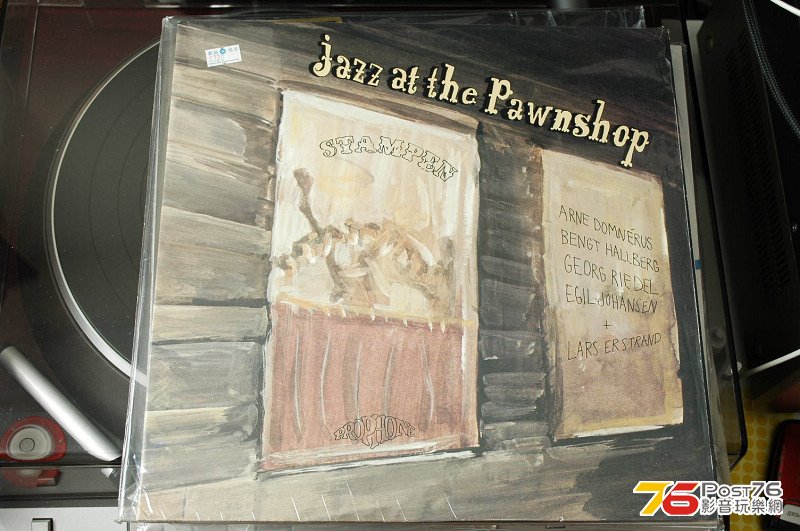 jazz at the Pawnshop
STAMPEN
ARNE DOMNÉRUS
BENGT HALLBERG
GEORG RIEDEL
EGIL JOHANSEN
+
LARS ERSTRAND
PROPHONE
76 Post76
影音玩樂網